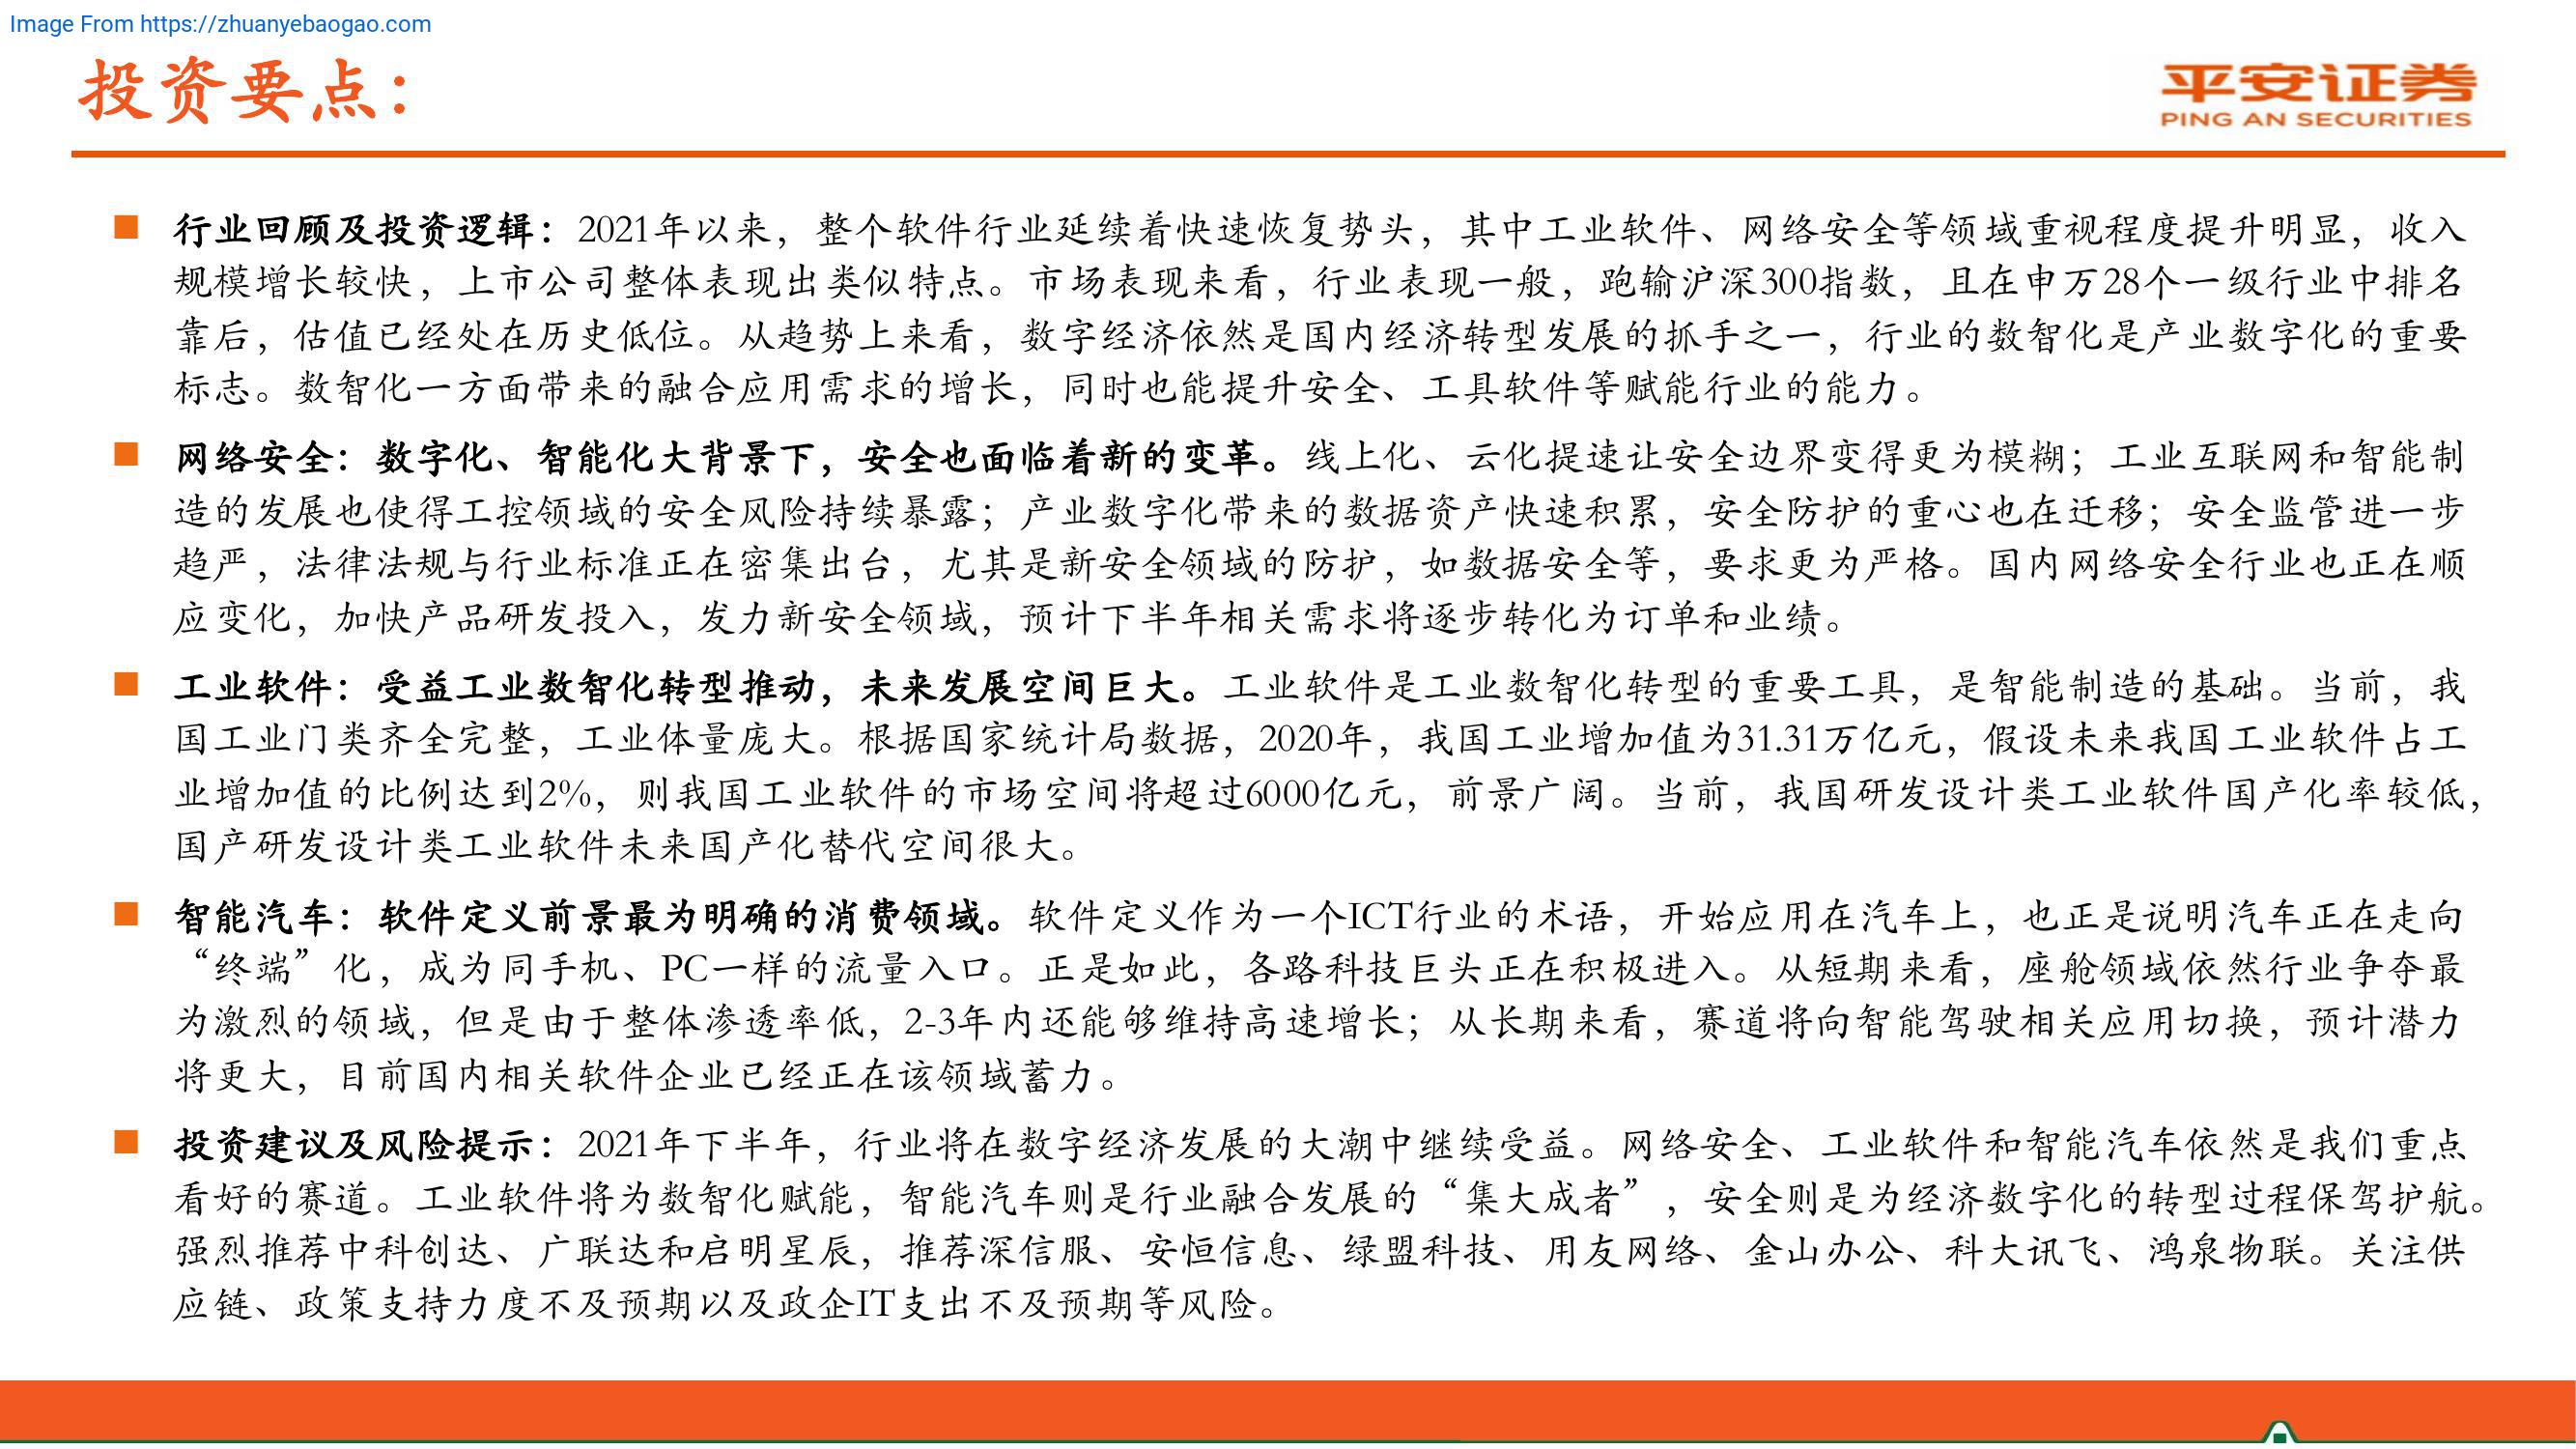 Image From https://zhuanyebaogao.com
投资要点：
平安证券
PING AN SECURITIES
行业回顾及投资逻辑：2021年以来，整个软件行业延续着快速恢复势头，其中工业软件、网络安全等领域重视程度提升明显，收入
规模增长较快，上市公司整体表现出类似特点。市场表现来看，行业表现一般，跑输沪深300指数，且在申万28个一级行业中排名
靠后，估值已经处在历史低位。从趋势上来看，数字经济依然是国内经济转型发展的抓手之一，行业的数智化是产业数字化的重要
标志。数智化一方面带来的融合应用需求的增长，同时也能提升安全、工具软件等赋能行业的能力。
网络安全：数字化、智能化大背景下，安全也面临着新的变革。线上化、云化提速让安全边界变得更为模糊；工业互联网和智能制
造的发展也使得工控领域的安全风险持续暴露；产业数字化带来的数据资产快速积累，安全防护的重心也在迁移；安全监管进一步
趋严，法律法规与行业标准正在密集出台，尤其是新安全领域的防护，如数据安全等，要求更为严格。国内网络安全行业也正在顺
应变化，加快产品研发投入，发力新安全领域，预计下半年相关需求将逐步转化为订单和业绩。
工业软件：受益工业数智化转型推动，未来发展空间巨大。工业软件是工业数智化转型的重要工具，是智能制造的基础。当前，我
国工业门类齐全完整，工业体量庞大。根据国家统计局数据，2020年，我国工业增加值为31.31万亿元，假设未来我国工业软件占工
业增加值的比例达到2%，则我国工业软件的市场空间将超过6000亿元，前景广阔。当前，我国研发设计类工业软件国产化率较低，
国产研发设计类工业软件未来国产化替代空间很大。
智能汽车：软件定义前景最为明确的消费领域。软件定义作为一个ICT行业的术语，开始应用在汽车上，也正是说明汽车正在走向
“终端”化，成为同手机、PC一样的流量入口。正是如此，各路科技巨头正在积极进入。从短期来看，座舱领域依然行业争夺最
为激烈的领域，但是由于整体渗透率低，2-3年内还能够维持高速增长；从长期来看，赛道将向智能驾驶相关应用切换，预计潜力
将更大，目前国内相关软件企业已经正在该领域蓄力。
投资建议及风险提示：2021年下半年，行业将在数字经济发展的大潮中继续受益。网络安全、工业软件和智能汽车依然是我们重点
看好的赛道。工业软件将为数智化赋能，智能汽车则是行业融合发展的“集大成者”，安全则是为经济数字化的转型过程保驾护航。
强烈推荐中科创达、广联达和启明星辰，推荐深信服、安恒信息、绿盟科技、用友网络、金山办公、科大讯飞、鸿泉物联。关注供
应链、政策支持力度不及预期以及政企IT支出不及预期等风险。